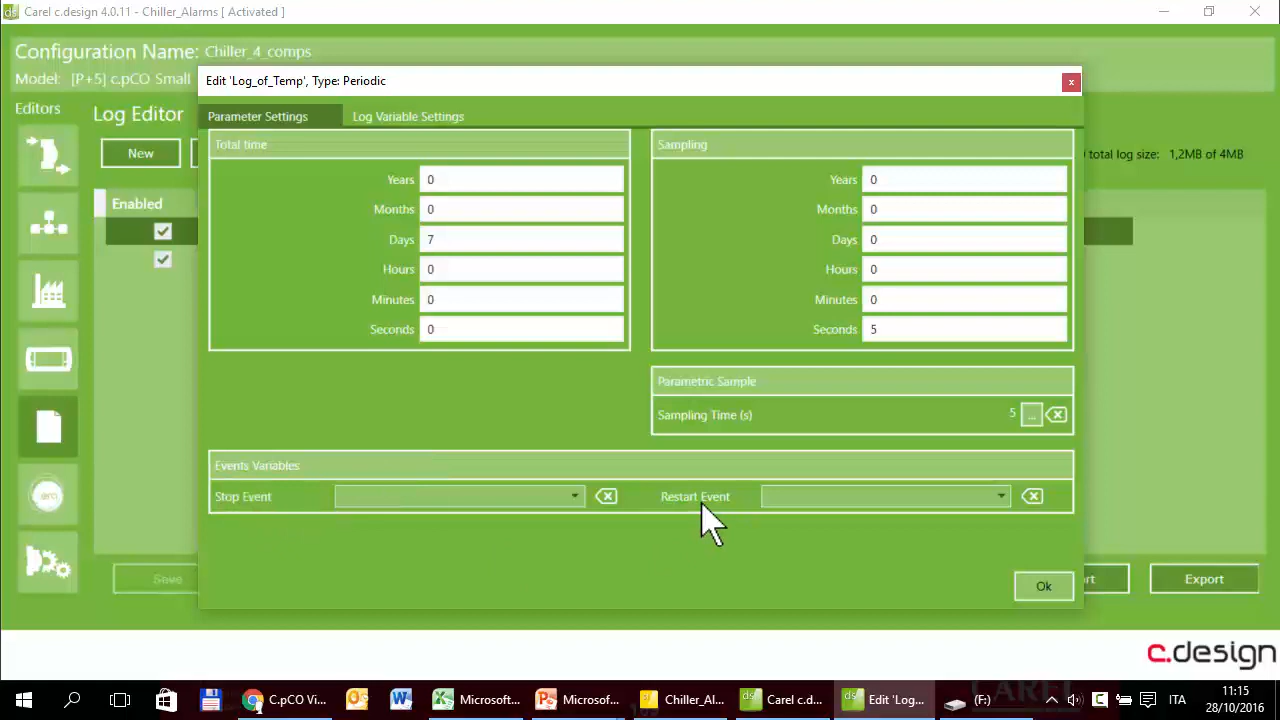 Carel c.design 4.0.11 - Chiller_Alarms [ Activated ]
Configuration Name: Chiller_4_comps
Model: [P+5] c.pCO Small
Edit 'Log_of_Temp', Type: Periodic
x
Editors
Log Editor
Parameter Settings
Log Variable Settings
New
total log size: 1,2MB of 4MB
Enabled
Total time
Years 0
Months 0
Days 7
Hours 0
Minutes 0
Seconds 0
Sampling
Years 0
Months 0
Days 0
Hours 0
Minutes 0
Seconds 5
Parametric Sample
Sampling Time (s) 5 ...
Events Variables
Stop Event
Restart Event
Ok
Save
Export
c.design
C.pCO Vi...
Microsoft...
Microsoft...
Chiller_Al...
Carel c.d...
Edit 'Log...
(F:)
ITA
11:15
28/10/2016